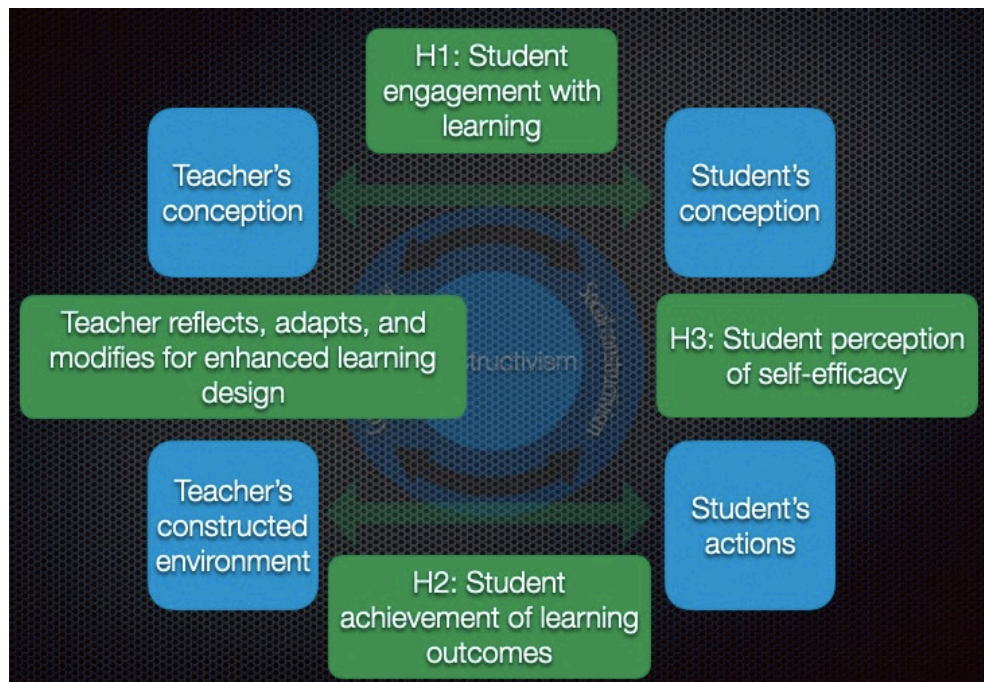 H1: Student
engagement with
learning
Teacher's
conception
Student's
conception
Teacher reflects, adapts, and
modifies for enhanced learning
design
H3: Student perception
of self-efficacy
Teacher's
constructed
environment
Student's
actions
H2: Student
achievement of learning
outcomes